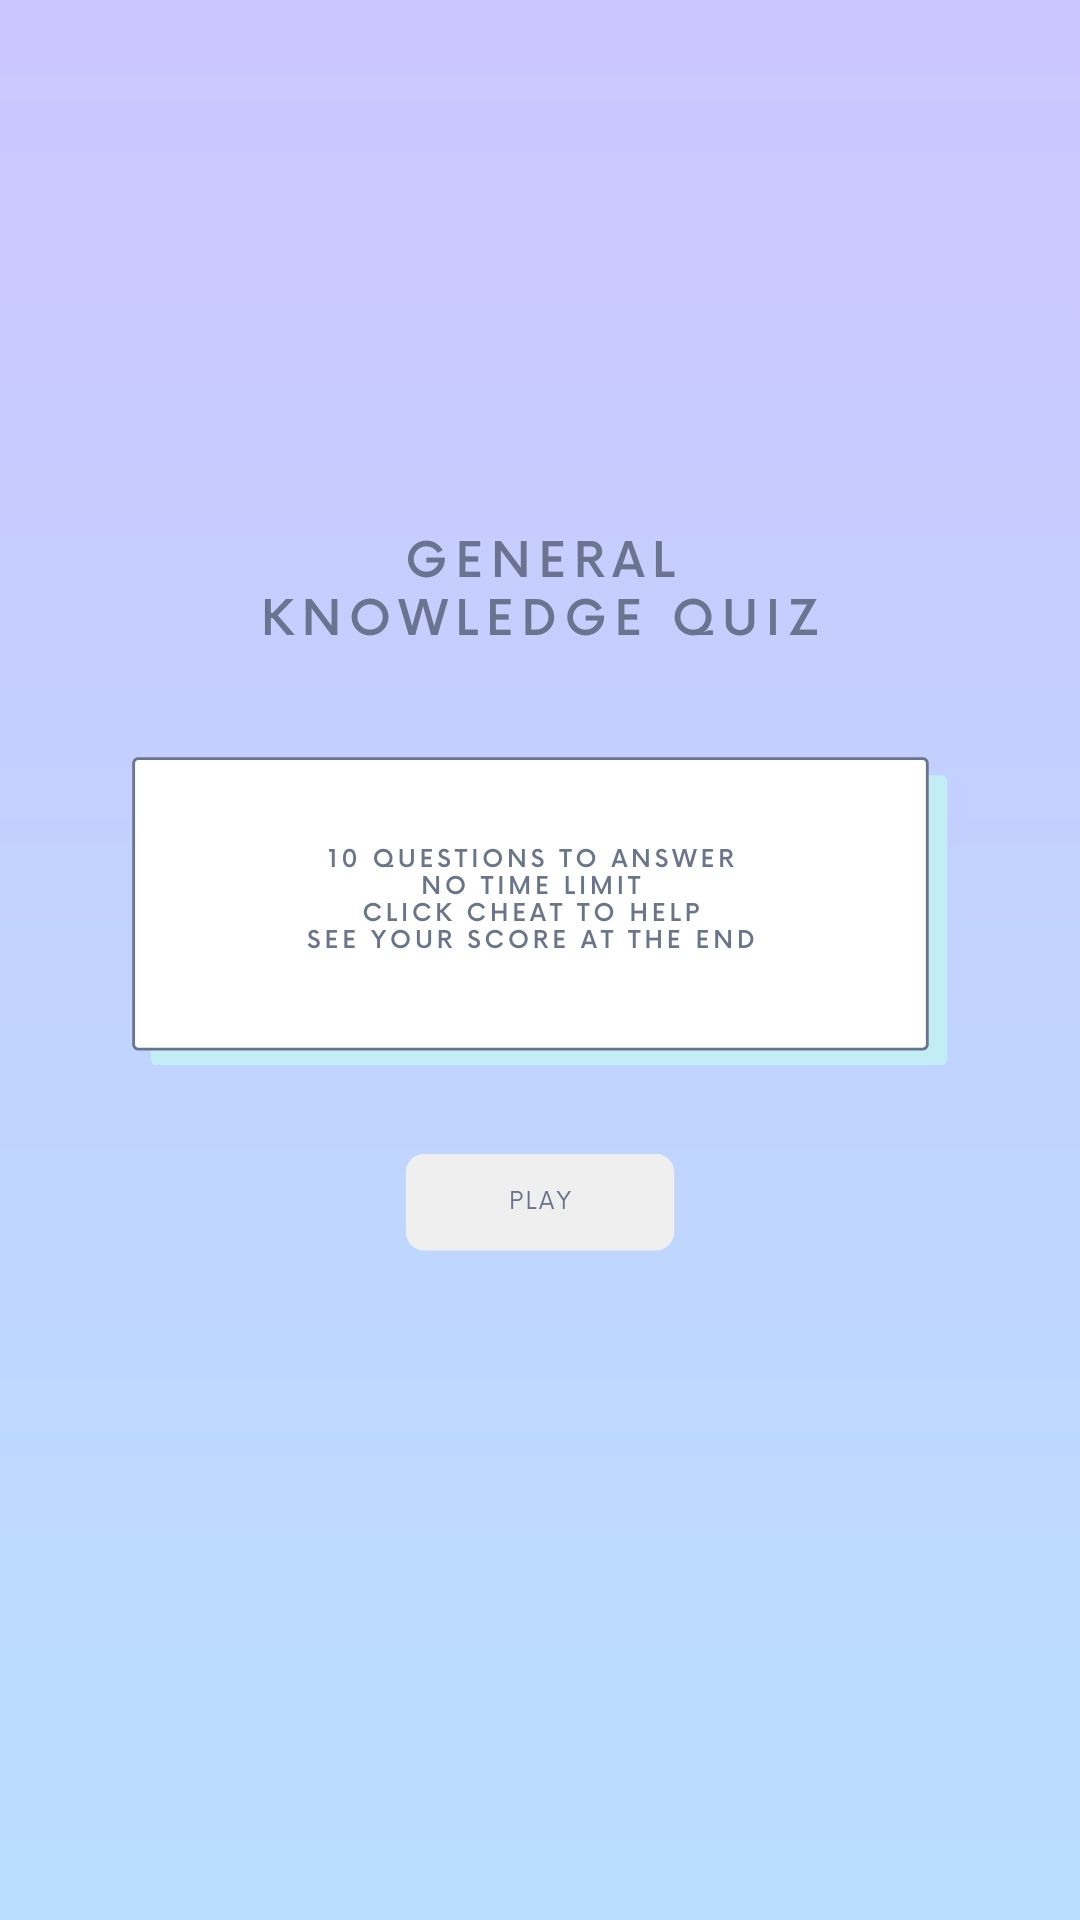 GENERAL
KNOWLEDGE QUIZ
10 QUESTIONS TO ANSWER
NO TIME LIMIT
CLICK CHEAT TO HELP
SEE YOUR SCORE AT THE END
PLAY